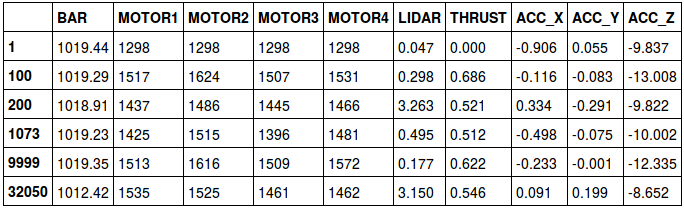 BAR MOTOR1 MOTOR2 MOTOR3 MOTOR4 LIDAR THRUST ACC_X ACC_Y ACC_Z
1 1019.44 1298 1298 1298 1298 0.047 0.000 -0.906 0.055 -9.837
100 1019.29 1517 1624 1507 1531 0.298 0.686 -0.116 -0.083 -13.008
200 1018.91 1437 1486 1445 1466 3.263 0.521 0.334 -0.291 -9.822
1073 1019.23 1425 1515 1396 1481 0.495 0.512 -0.498 -0.075 -10.002
9999 1019.35 1513 1616 1509 1572 0.177 0.622 -0.233 -0.001 -12.335
32050 1012.42 1535 1525 1461 1462 3.150 0.546 0.091 0.199 -8.652